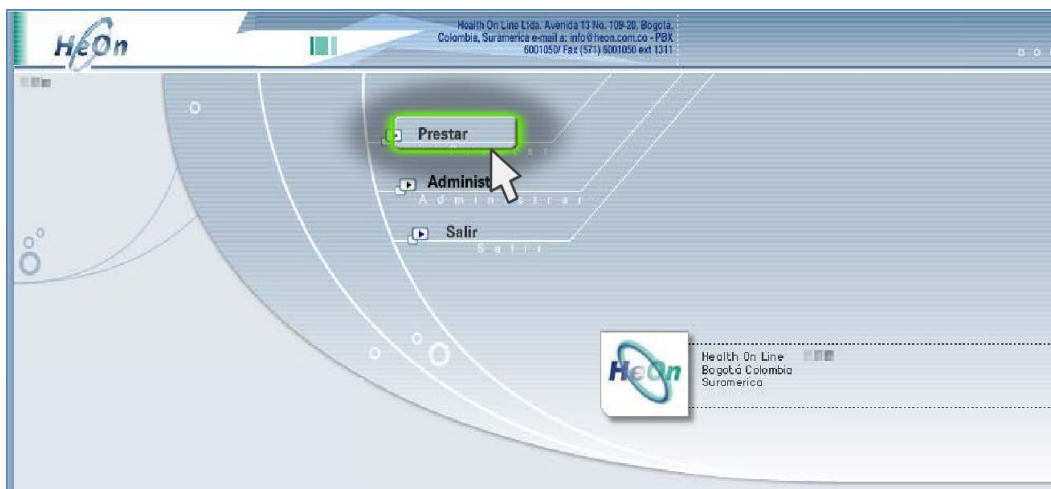 HeOn
Health On Line Ltda. Avenida 13 No. 109-20, Bogota,
Colombia, Suramerica e-mail a: info@heon.com.co - PBX
6001050/ Fax (571) 6001050 ext 1311
Prestar
Administ
Administrar
Salir
Salir
HeOn
Health On Line
Bogotá Colombia
Suramerica